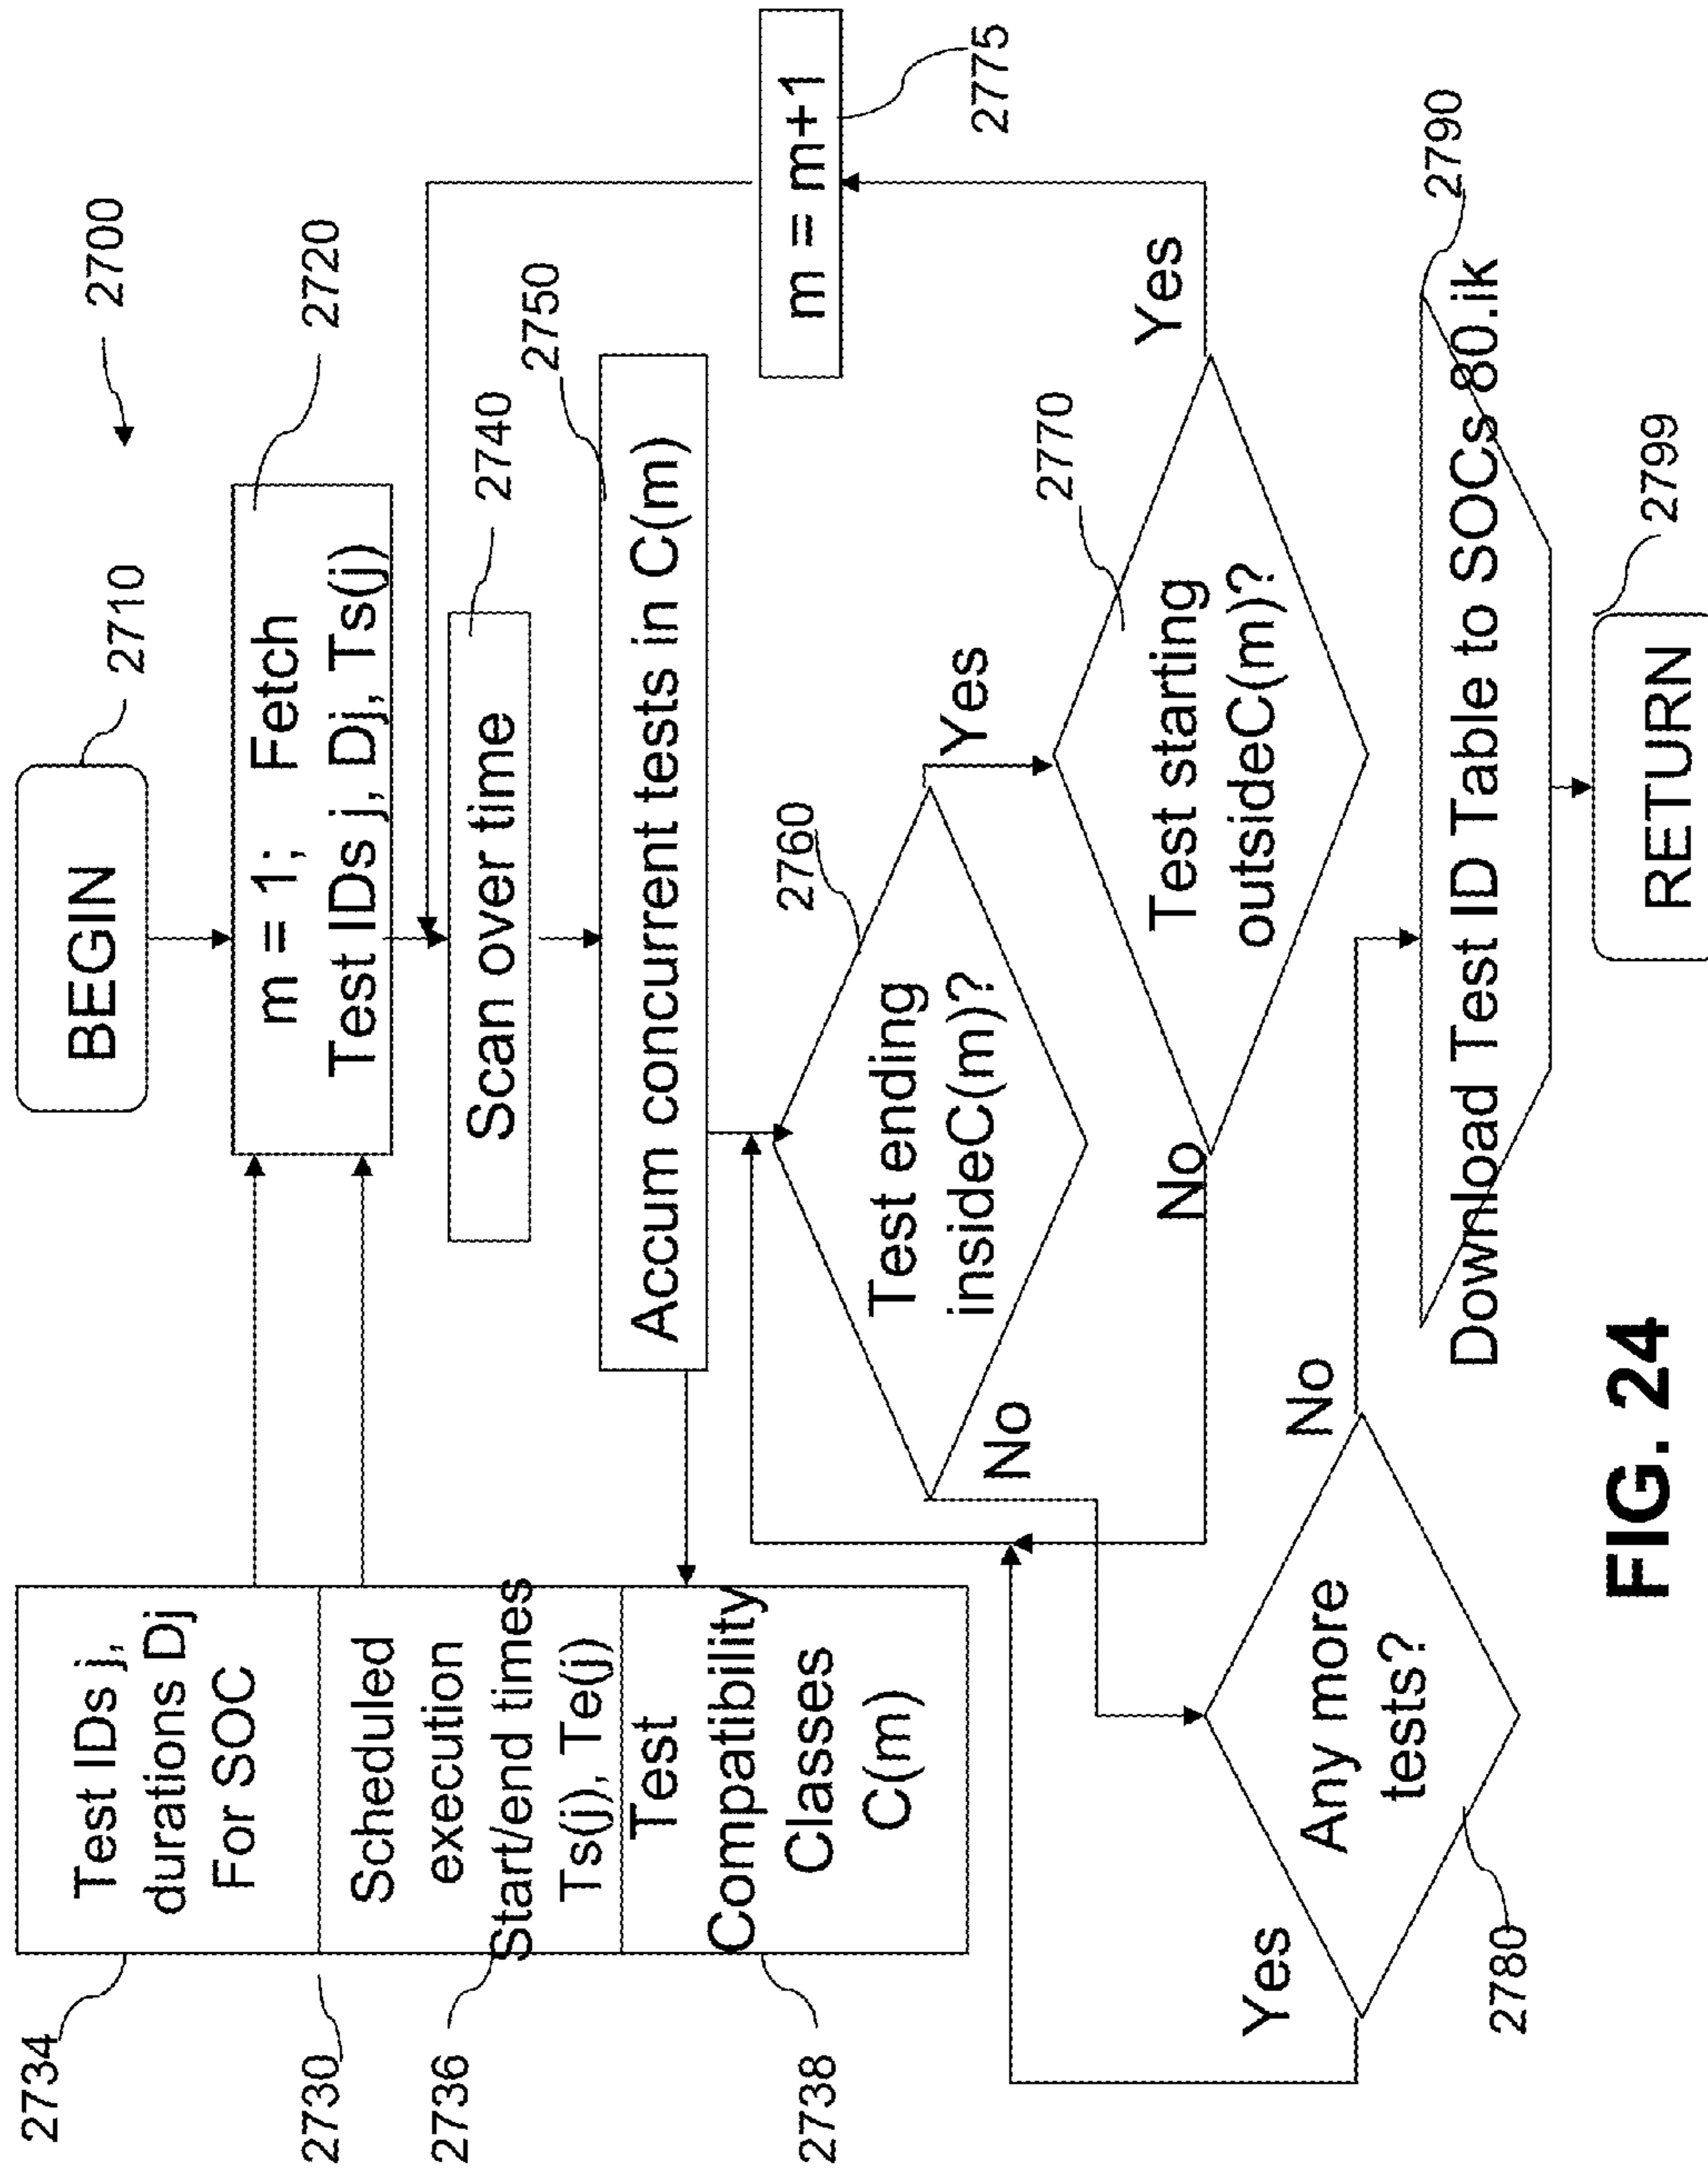 2700
BEGIN
2710
m = 1; Fetch
Test IDs j, Dj, Ts(j)
2720
2734
Test IDs j,
durations Dj
For SOC
2730
Scheduled
execution
Start/end times
Ts(j), Te(j)
2736
Test
Compatibility
Classes
C(m)
2738
Scan over time
2740
Accum concurrent tests in C(m)
2750
Test ending
insideC(m)?
2760
Yes
No
m = m+1
2775
Test starting
outsideC(m)?
2770
Yes
No
Any more
tests?
2780
Yes
No
Download Test ID Table to SOCs 80.ik
2790
RETURN
2799
FIG. 24